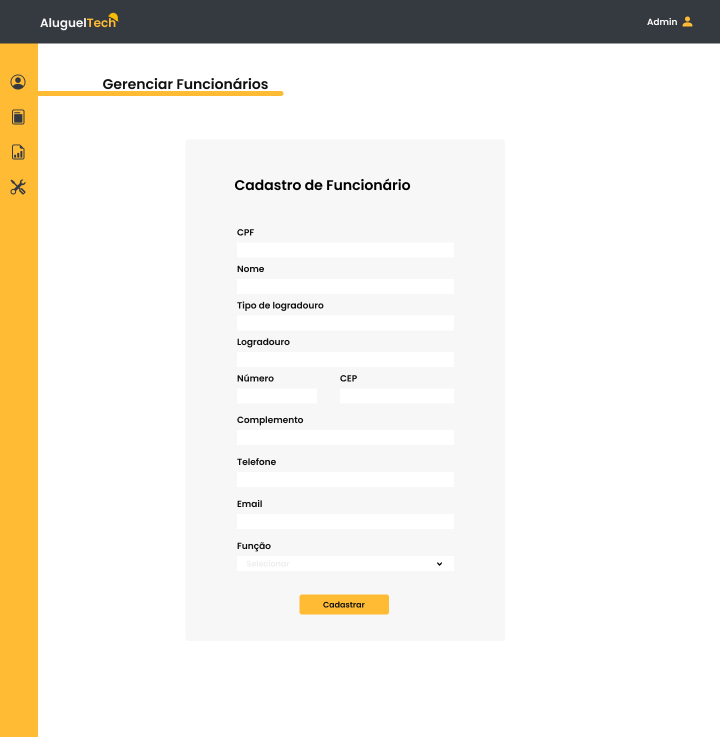 AluguelTech
Admin
Gerenciar Funcionários
Cadastro de Funcionário
CPF
Nome
Tipo de logradouro
Logradouro
Número CEP
Complemento
Telefone
Email
Função
Selecionar
Cadastrar